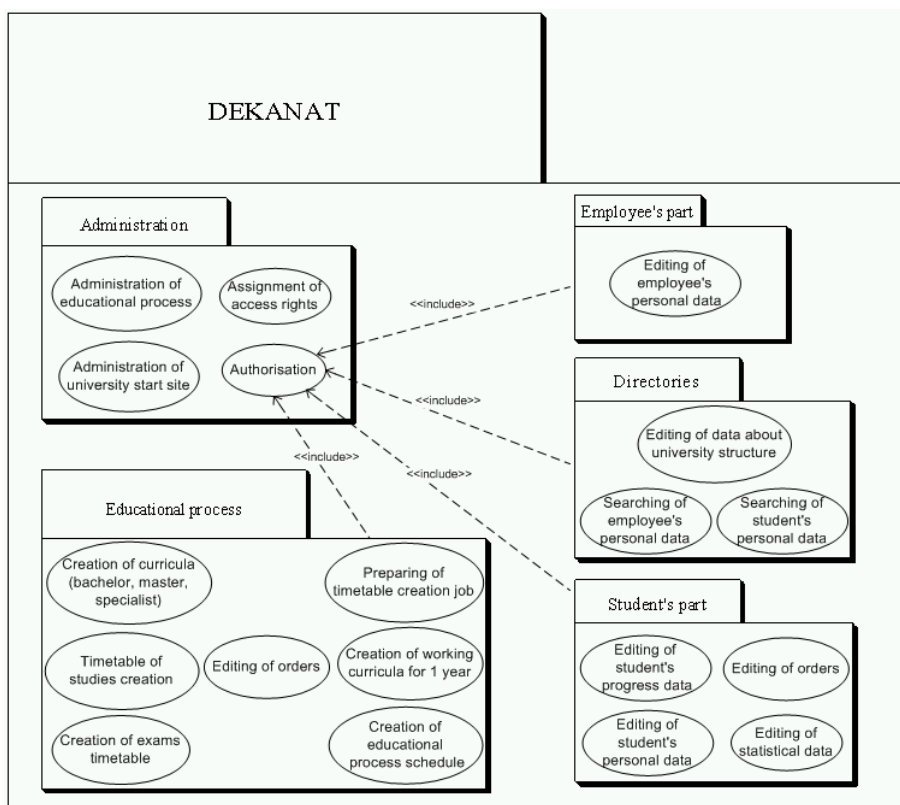 DEKANAT
Administration
Administration of
educational process
Assignment of
access rights
Administration of
university start site
Authorisation
Employee's part
Editing of
employee's
personal data
<<include>>
Directories
Editing of data about
university structure
Searching of
employee's
personal data
Searching of
student's
personal data
<<include>>
<<include>>
<<include>>
Educational process
Creation of curricula
(bachelor, master,
specialist)
Preparing of
timetable creation job
Timetable of
studies creation
Editing of orders
Creation of working
curricula for 1 year
Creation of exams
timetable
Creation of
educational
process schedule
Student's part
Editing of
student's
progress data
Editing of orders
Editing of
student's
personal data
Editing of
statistical data